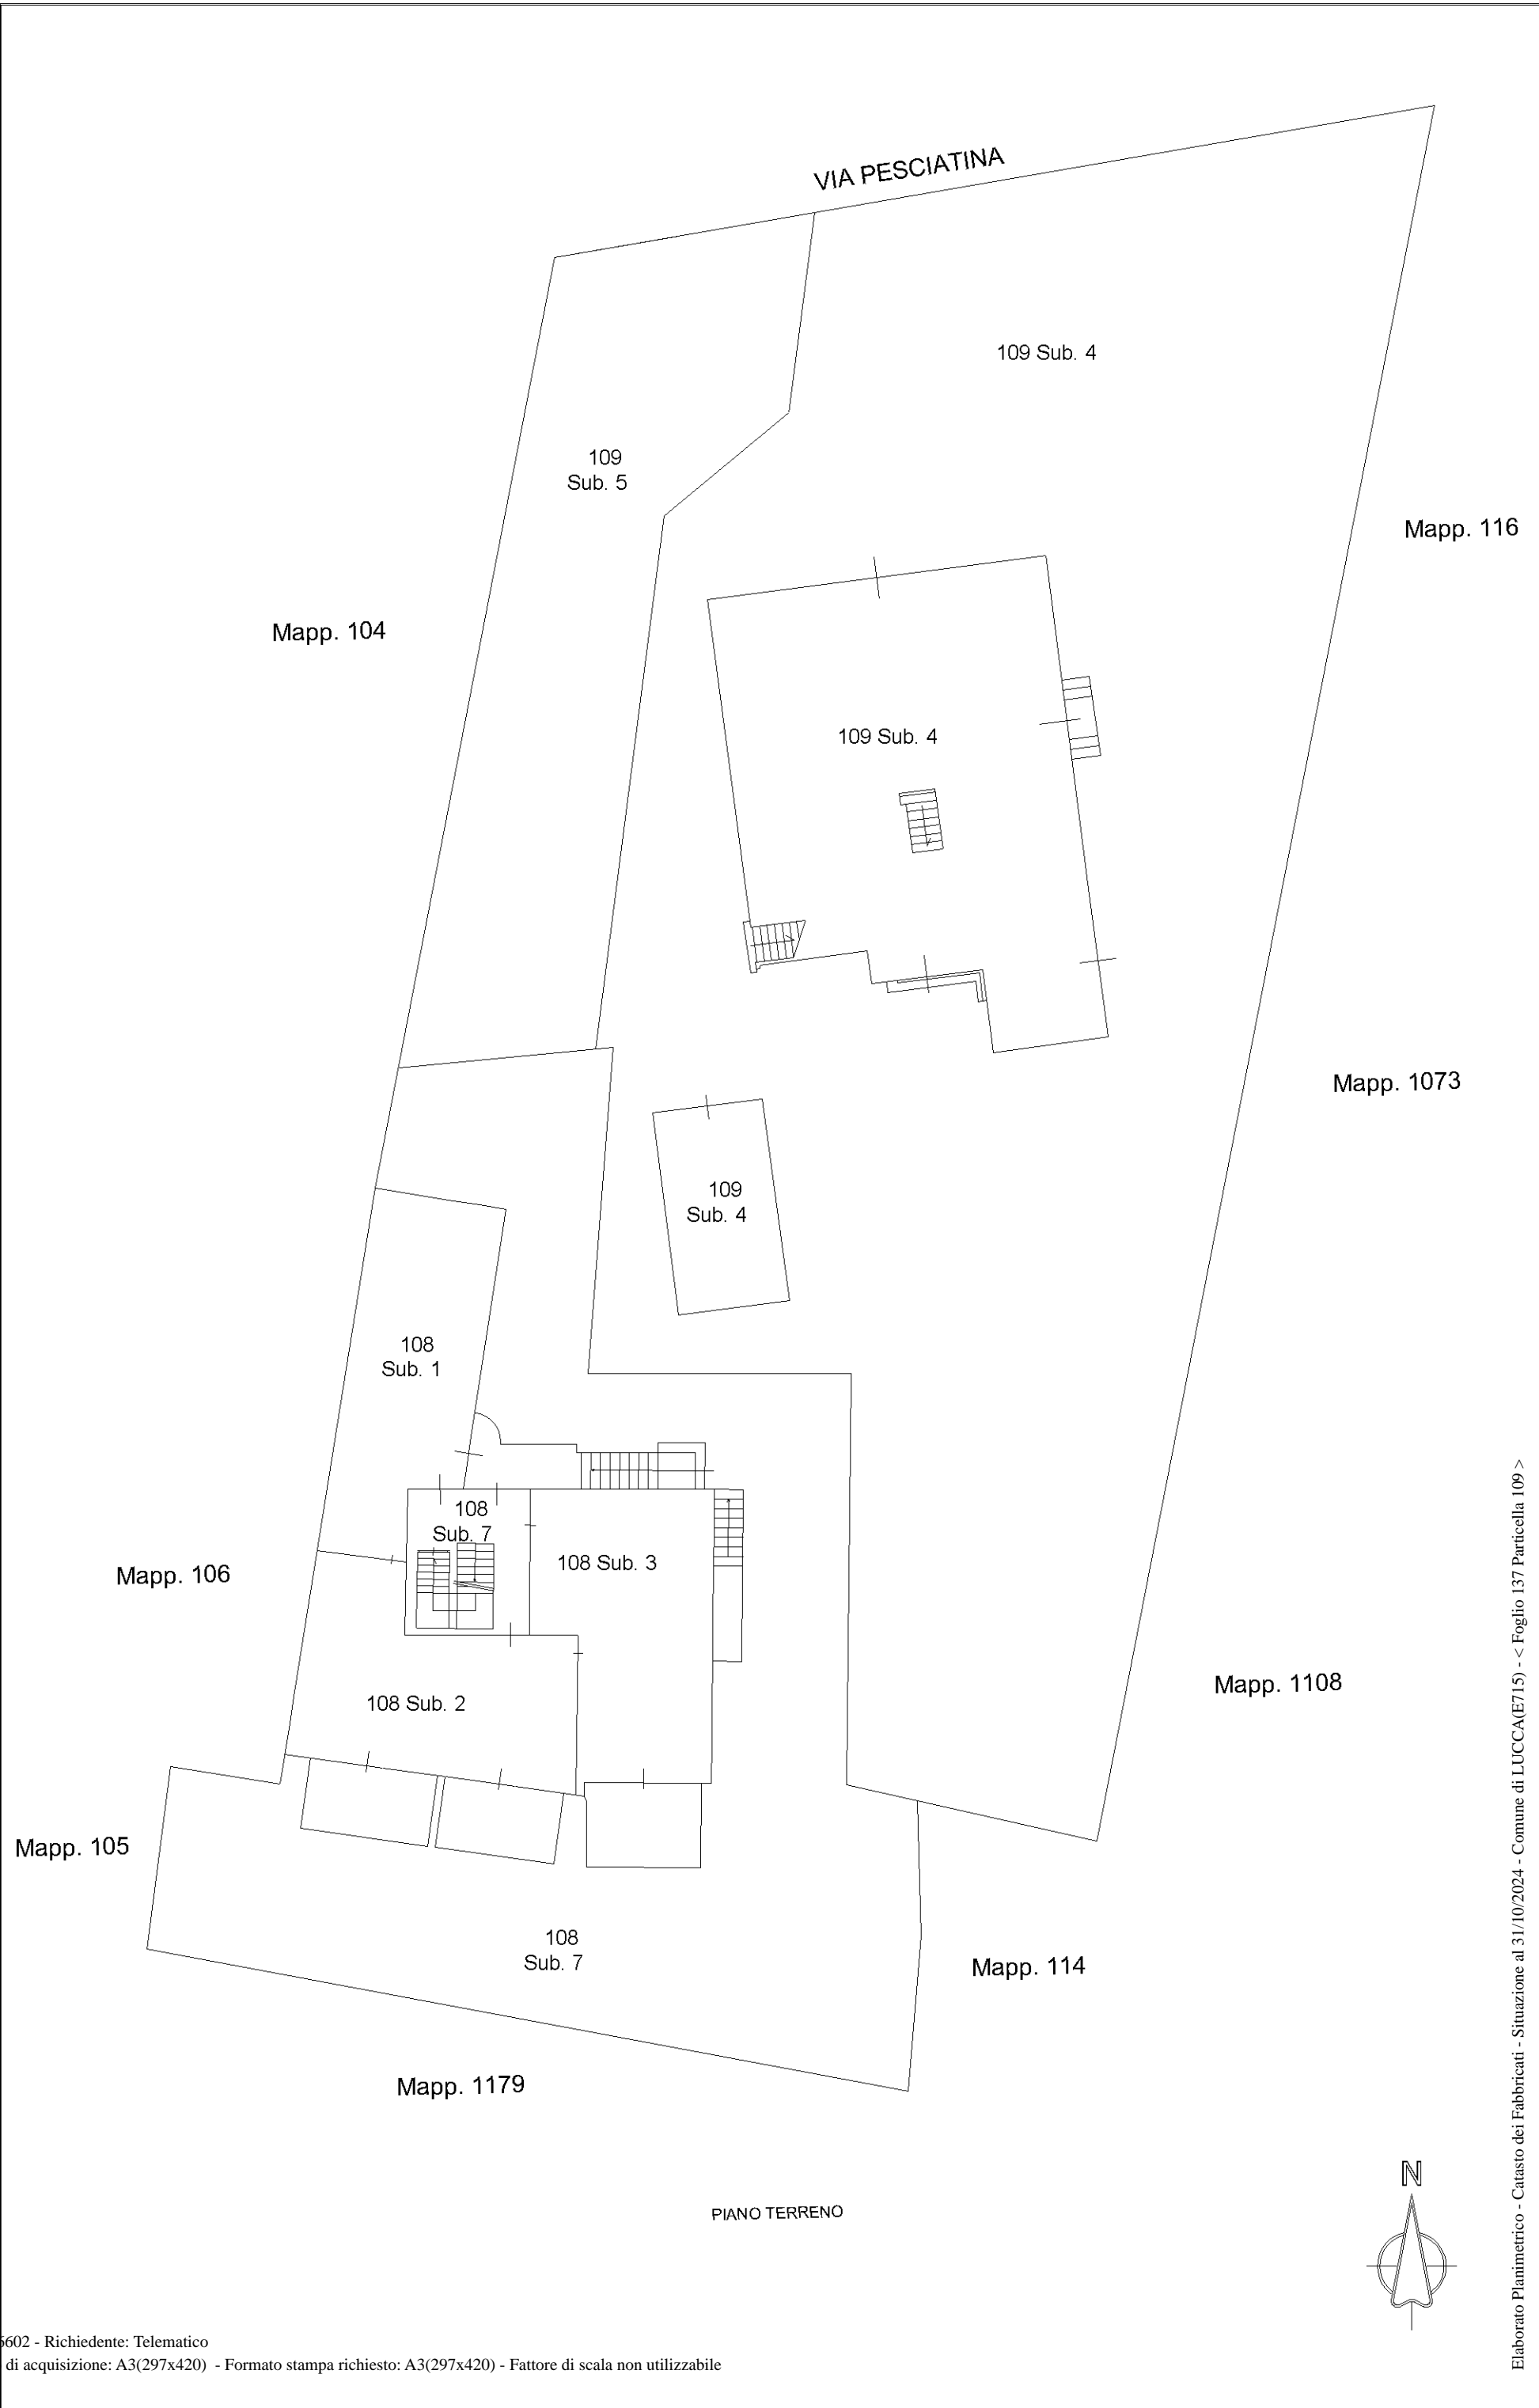 VIA PESCIATINA
109 Sub. 4
109
Sub. 5
Mapp. 116
Mapp. 104
109 Sub. 4
Mapp. 1073
109
Sub. 4
108
Sub. 1
108
Sub. 7
108 Sub. 3
Mapp. 106
108 Sub. 2
Mapp. 1108
Mapp. 105
108
Sub. 7
Mapp. 114
Mapp. 1179
N
PIANO TERRENO
Elaborato Planimetrico - Catasto dei Fabbricati - Situazione al 31/10/2024 - Comune di LUCCA(E715) - < Foglio 137 Particella 109 >
6602 - Richiedente: Telematico
di acquisizione: A3(297x420) - Formato stampa richiesto: A3(297x420) - Fattore di scala non utilizzabile